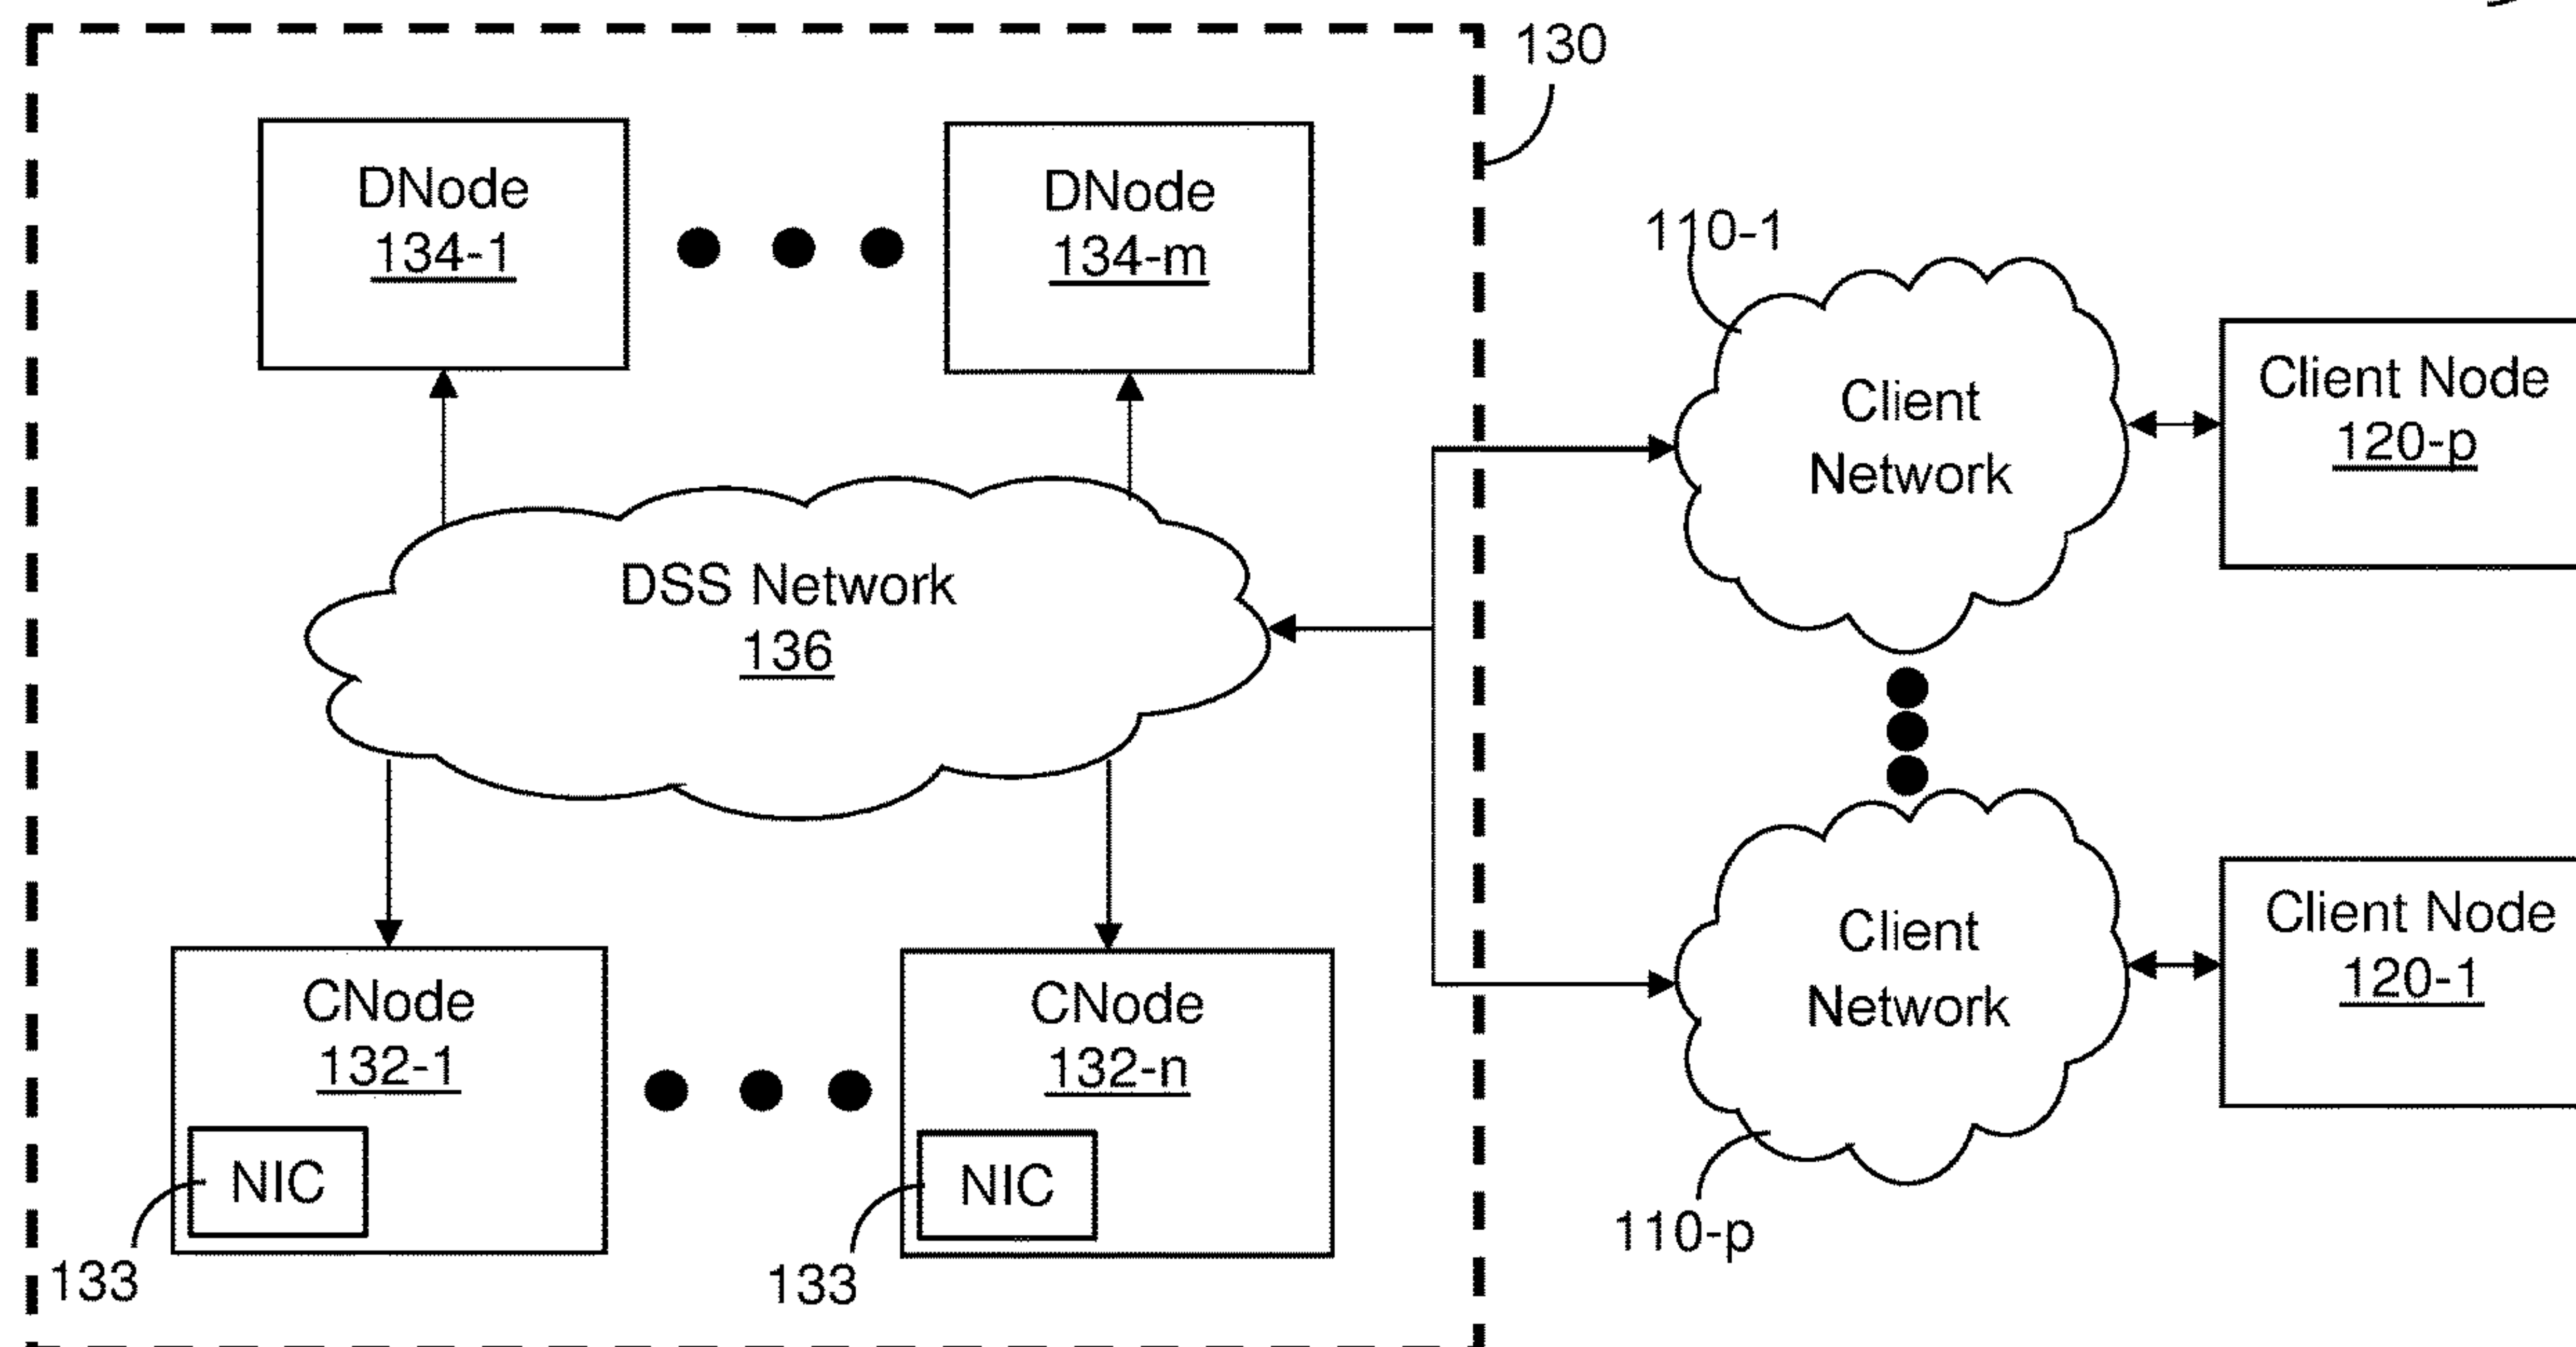 130
DNode
134-1
DNode
134-m
110-1
Client
Network
Client Node
120-p
DSS Network
136
Client
Network
Client Node
120-1
CNode
132-1
NIC
133
CNode
132-n
NIC
133
110-p